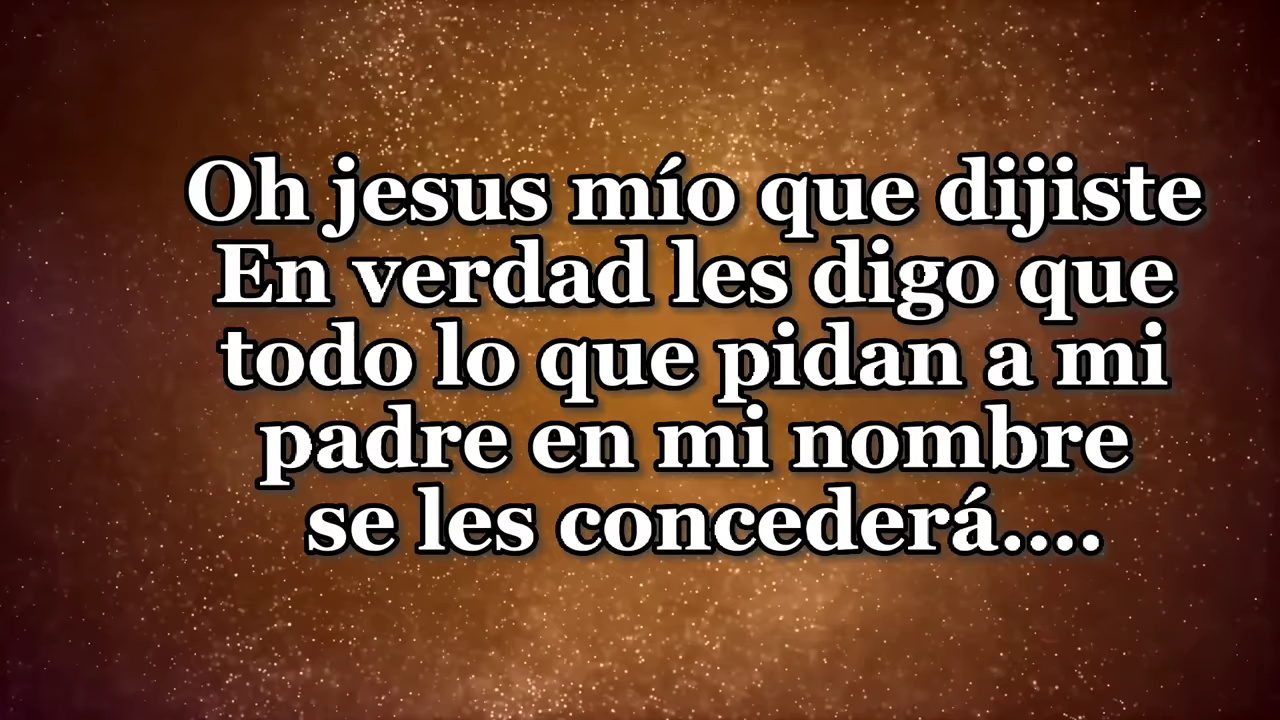 Oh jesus mío que dijiste
En verdad les digo que
todo lo que pidan a mi
padre en mi nombre
se les concederá....